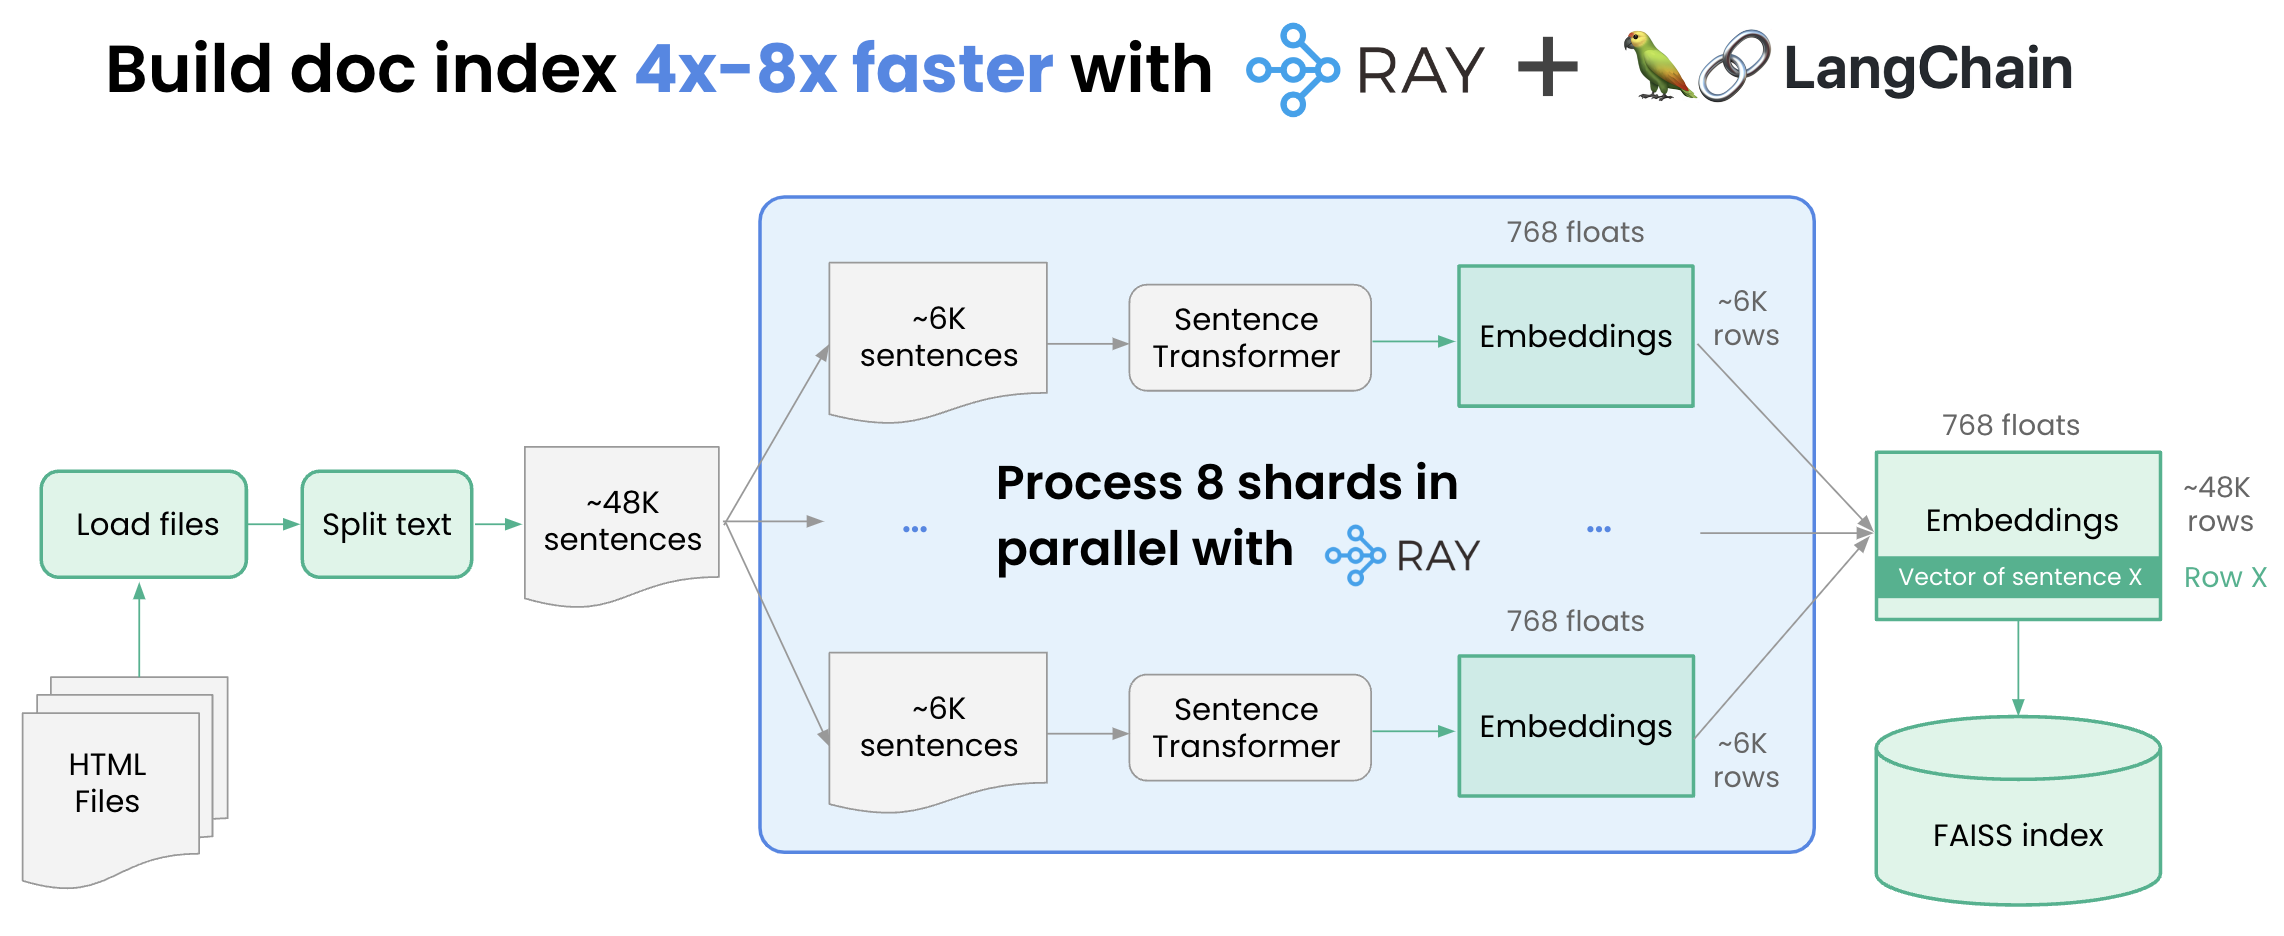 Build doc index 4x-8x faster with RAY + LangChain
768 floats
~6K
sentences
Sentence
Transformer
Embeddings
~6K
rows
Load files
Split text
~48K
sentences
...
Process 8 shards in
parallel with RAY
...
768 floats
Embeddings
~48K
rows
Vector of sentence X
Row X
768 floats
~6K
sentences
Sentence
Transformer
Embeddings
~6K
rows
HTML
Files
FAISS index